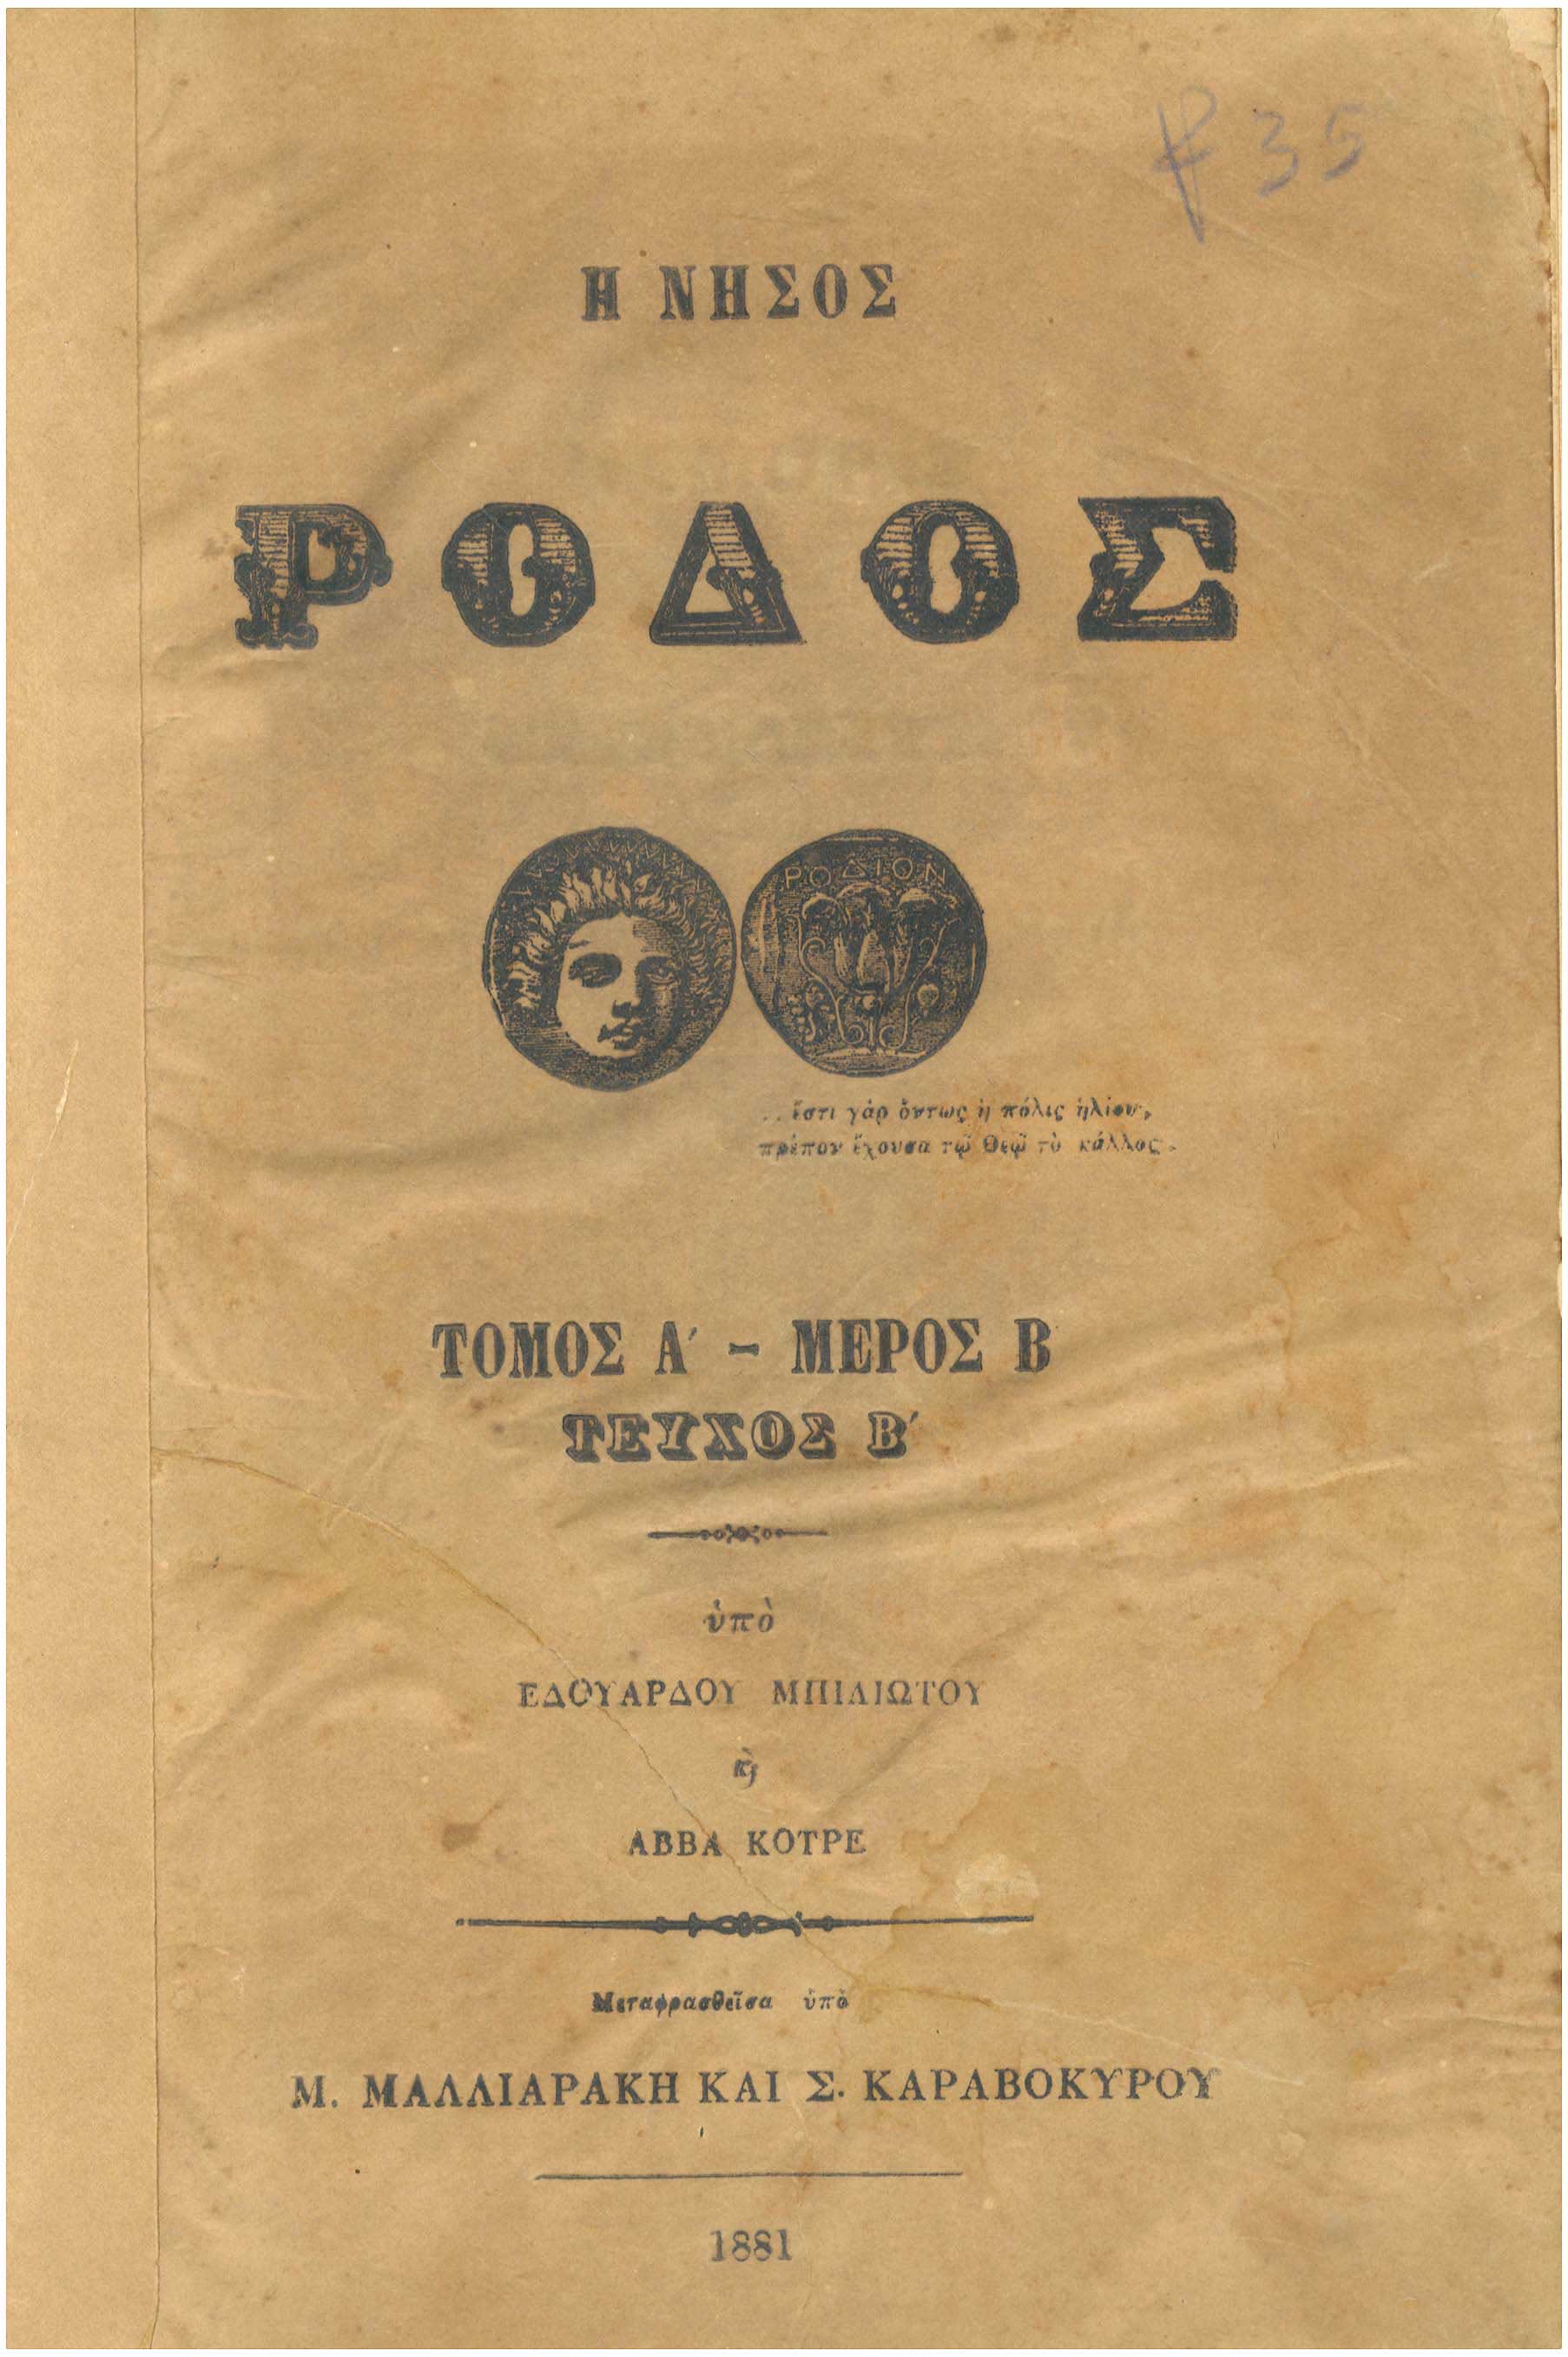 ₽ 35
Η ΝΗΣΟΣ
ΡΟΔΟΣ
ΡΟΔΙΟΝ
..ἔστι γὰρ ὄντως ἡ πόλις ἡλίου,
πρέπον ἔχουσα τῷ Θεῷ τὸ κάλλος.
ΤΟΜΟΣ Α΄ - ΜΕΡΟΣ Β
ΤΕΥΧΟΣ Β΄
ὑπὸ
ΕΔΟΥΑΡΔΟΥ ΜΠΙΛΙΩΤΟΥ
ϗ
ΑΒΒΑ ΚΟΤΡΕ
Μεταφρασθεῖσα ὑπὸ
Μ. ΜΑΛΛΙΑΡΑΚΗ ΚΑΙ Σ. ΚΑΡΑΒΟΚΥΡΟΥ
1881